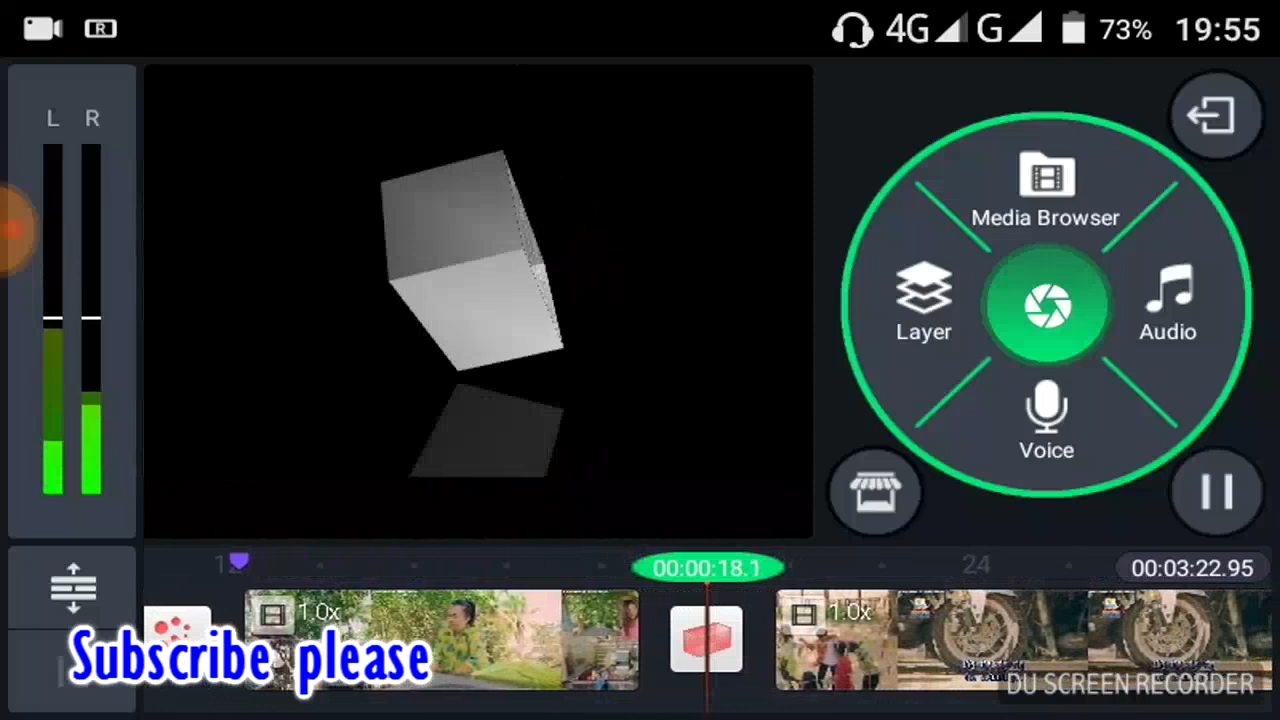 R 4G G 73% 19:55
L R
Media Browser
Layer
Audio
Voice
00:00:18.1
24
00:03:22.95
1.0x
1.0x
Subscribe please
DU SCREEN RECORDER